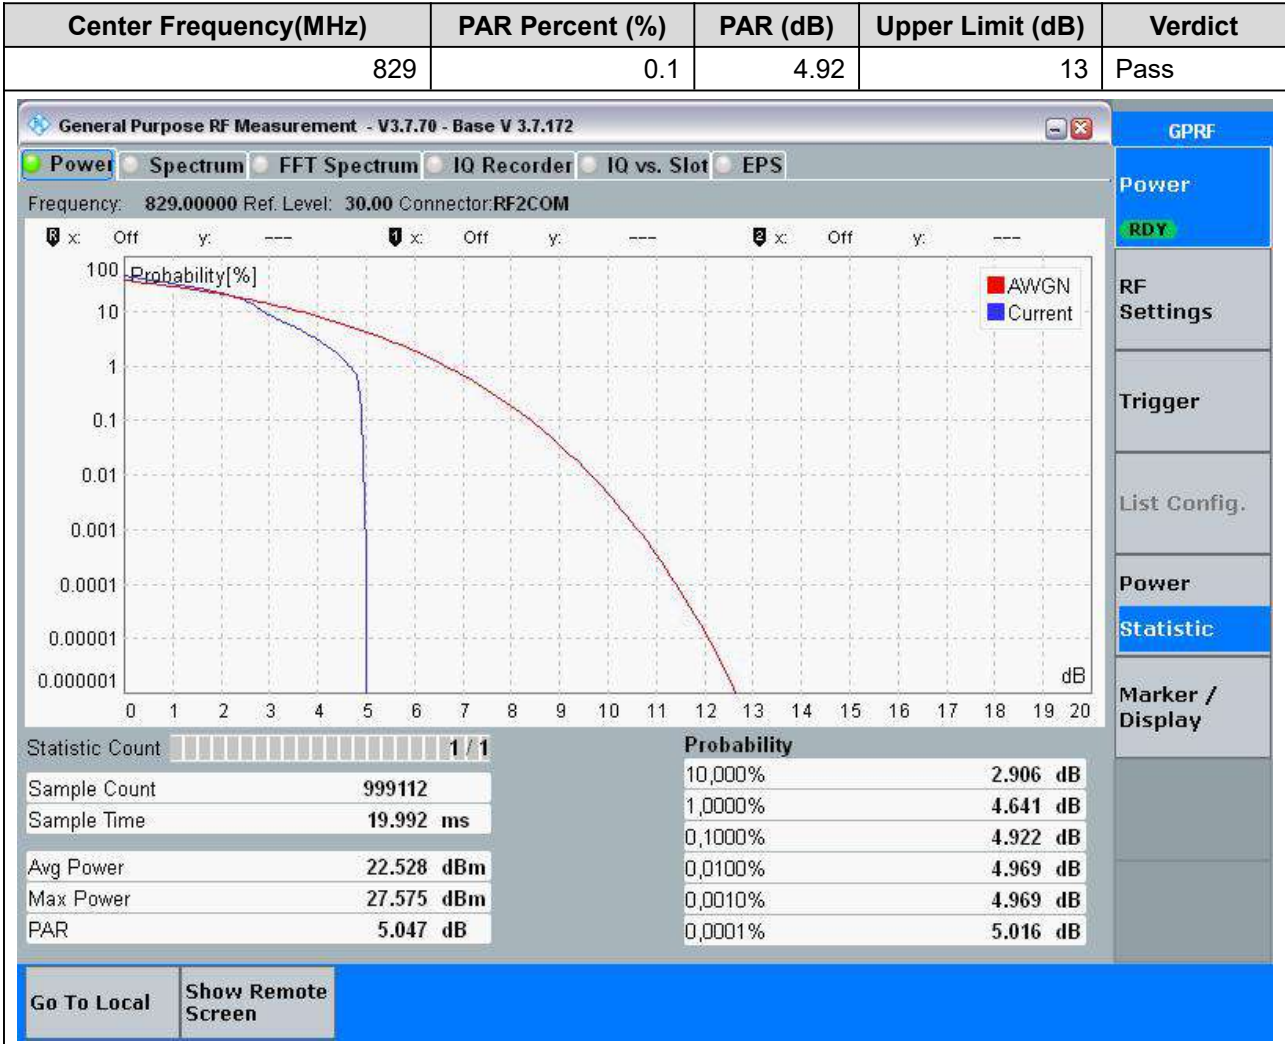 Center Frequency(MHz) PAR Percent (%) PAR (dB) Upper Limit (dB) Verdict
829 0.1 4.92 13 Pass
General Purpose RF Measurement - V3.7.70 - Base V 3.7.172
GPRF
Power Spectrum FFT Spectrum IQ Recorder IQ vs. Slot EPS
Power
RDY
Frequency: 829.00000 Ref. Level: 30.00 Connector:RF2COM
R x: Off y: --- 1 x: Off y: --- 2 x: Off y: ---
Probability[%]
AWGN
Current
100
10
1
0.1
0.01
0.001
0.0001
0.00001
0.000001
dB
0 1 2 3 4 5 6 7 8 9 10 11 12 13 14 15 16 17 18 19 20
RF
Settings
Trigger
List Config.
Power
Statistic
Marker /
Display
Statistic Count 1 / 1
Sample Count 999112
Sample Time 19.992 ms
Avg Power 22.528 dBm
Max Power 27.575 dBm
PAR 5.047 dB
Probability
10,000% 2.906 dB
1,0000% 4.641 dB
0,1000% 4.922 dB
0,0100% 4.969 dB
0,0010% 4.969 dB
0,0001% 5.016 dB
Go To Local
Show Remote
Screen